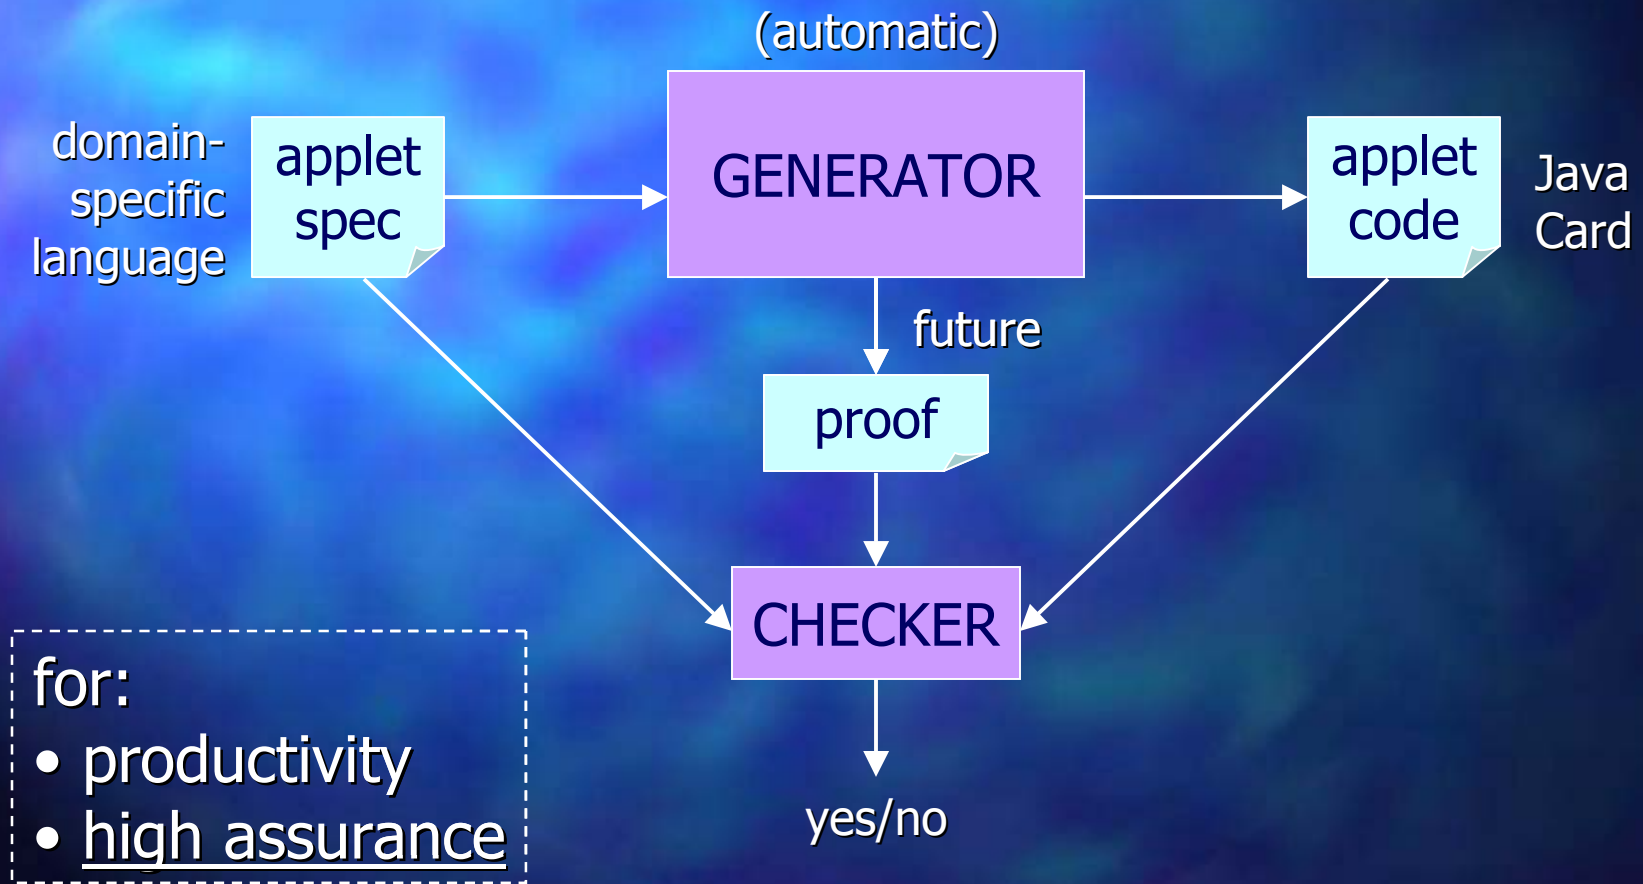 (automatic)
domain-
specific
language
applet
spec
GENERATOR
applet
code
Java
Card
future
proof
CHECKER
for:
• productivity
• high assurance
yes/no